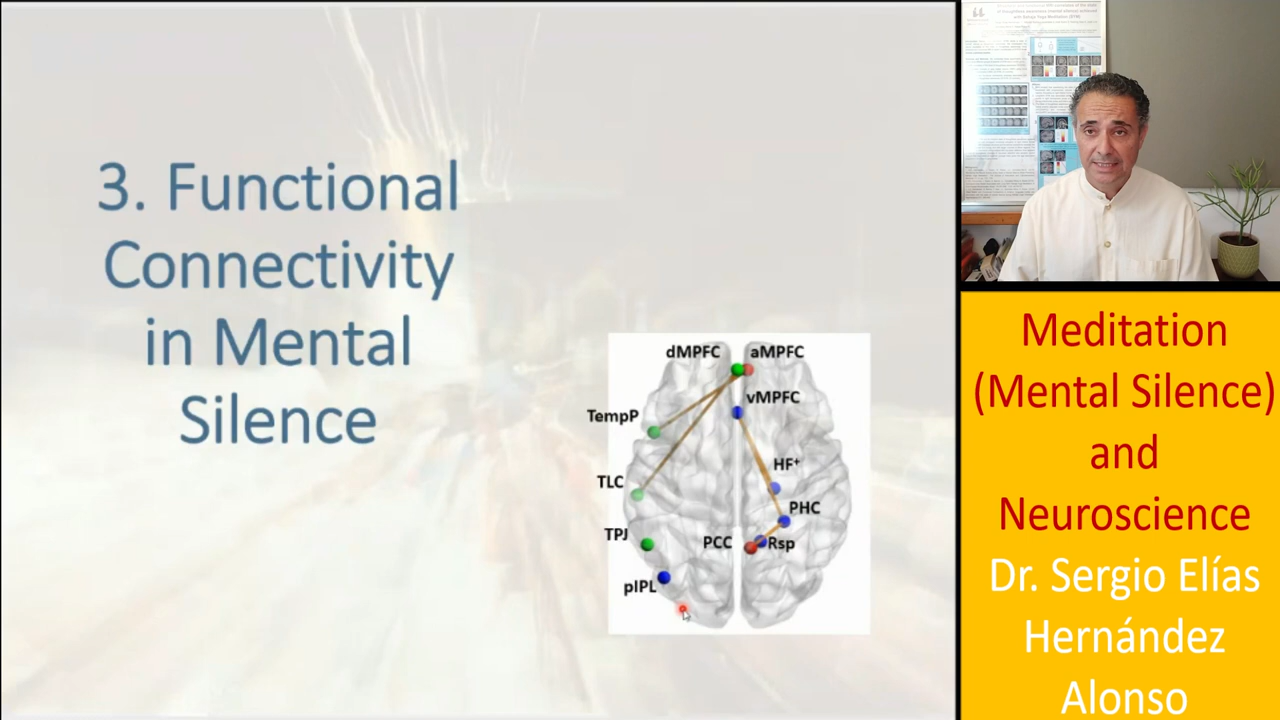 3. Functional
Connectivity
in Mental
Silence
dMPFC
aMPFC
vMPFC
TempP
HF⁺
TLC
PHC
TPJ
PCC
Rsp
pIPL
Meditation
(Mental Silence)
and
Neuroscience
Dr. Sergio Elías
Hernández
Alonso